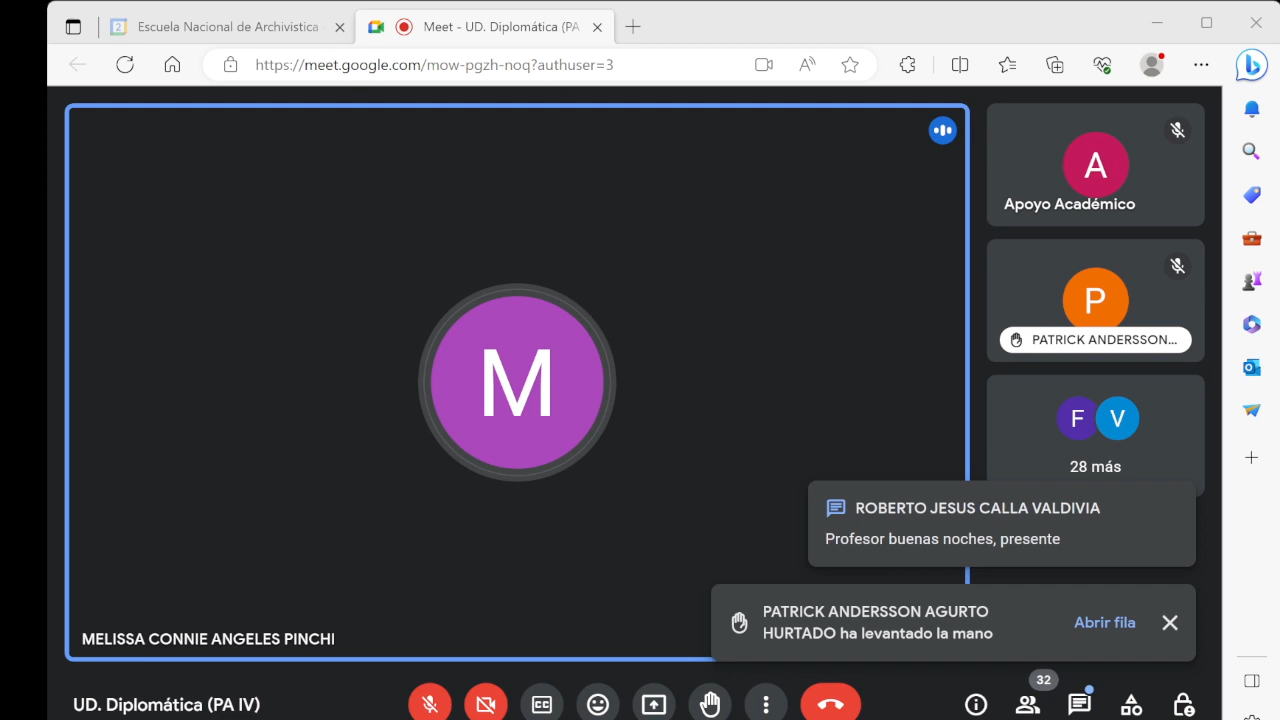 Escuela Nacional de Archivística
Meet - UD. Diplomática (PA
https://meet.google.com/mow-pgzh-noq?authuser=3
A
Apoyo Académico
P
PATRICK ANDERSSON...
M
F V
28 más
ROBERTO JESUS CALLA VALDIVIA
Profesor buenas noches, presente
PATRICK ANDERSSON AGURTO
HURTADO ha levantado la mano
Abrir fila
MELISSA CONNIE ANGELES PINCHI
32
UD. Diplomática (PA IV)
CC